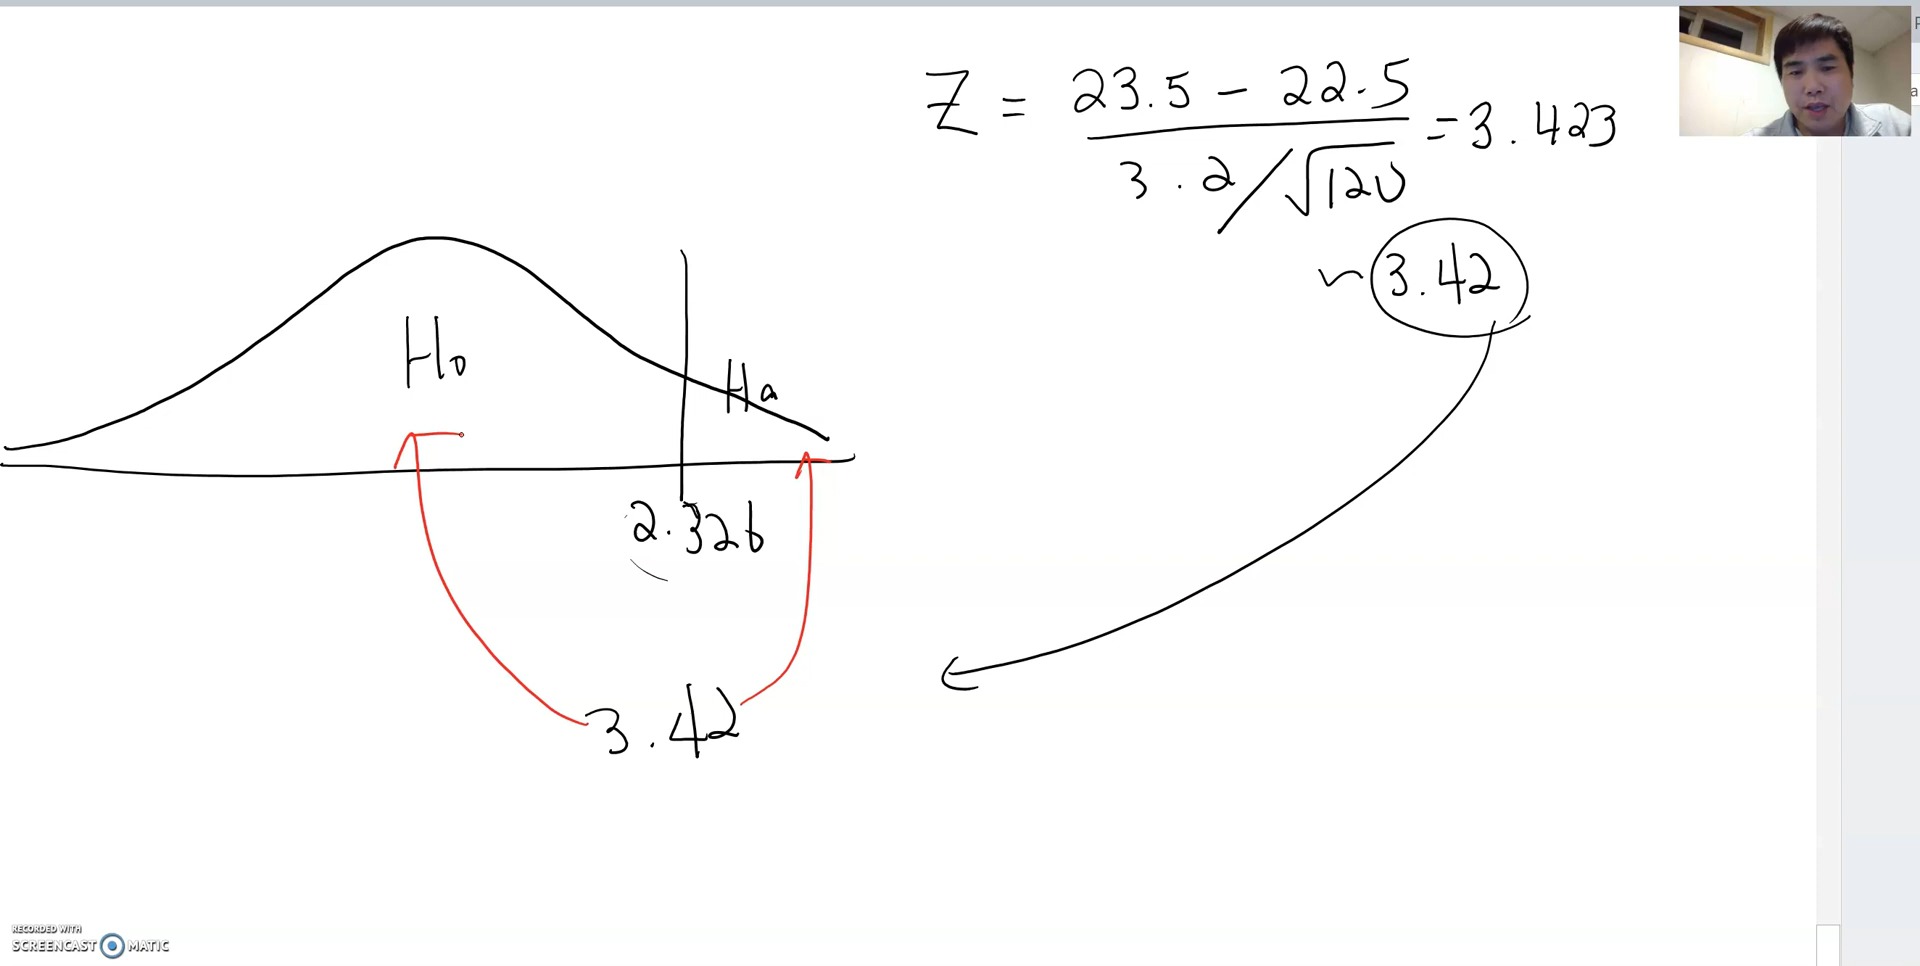 Z = 23.5 - 22.5 / 3.2/√120 = 3.423
~ 3.42
H0
Ha
2.326
3.42
RECORDED WITH
SCREENCAST MATIC